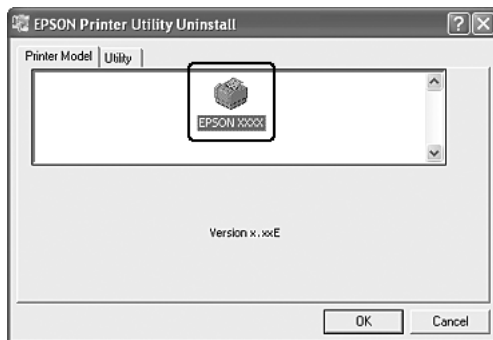 EPSON Printer Utility Uninstall
Printer Model Utility
EPSON XXXX
Version x.xxE
OK Cancel